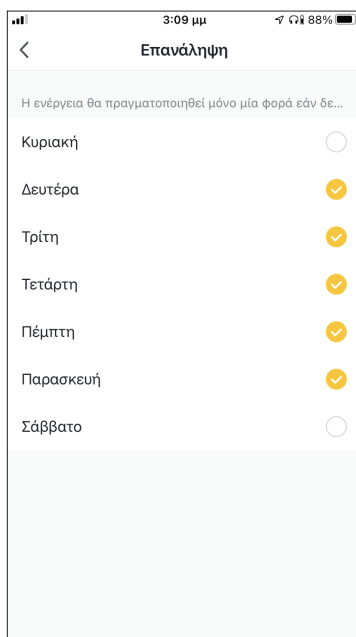 3:09 μμ
88%
Επανάληψη
Η ενέργεια θα πραγματοποιηθεί μόνο μία φορά εάν δε...
Κυριακή
Δευτέρα
Τρίτη
Τετάρτη
Πέμπτη
Παρασκευή
Σάββατο